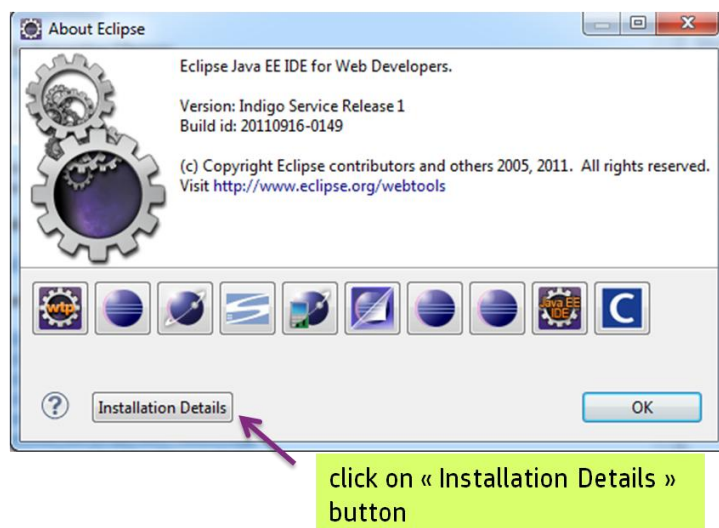 About Eclipse
Eclipse Java EE IDE for Web Developers.
Version: Indigo Service Release 1
Build id: 20110916-0149
(c) Copyright Eclipse contributors and others 2005, 2011.  All rights reserved.
Visit http://www.eclipse.org/webtools
wtp
Java EE
IDE
C
?
Installation Details
OK
click on « Installation Details »
button